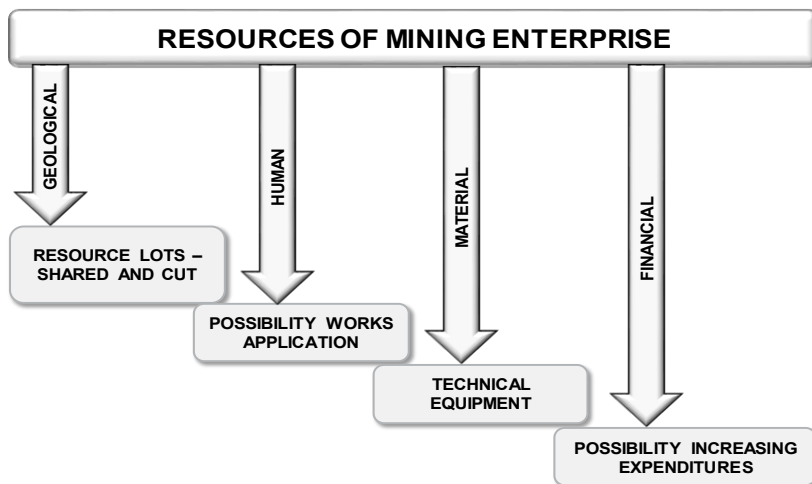 RESOURCES OF MINING ENTERPRISE
GEOLOGICAL
HUMAN
MATERIAL
FINANCIAL
RESOURCE LOTS –
SHARED AND CUT
POSSIBILITY WORKS
APPLICATION
TECHNICAL
EQUIPMENT
POSSIBILITY INCREASING
EXPENDITURES